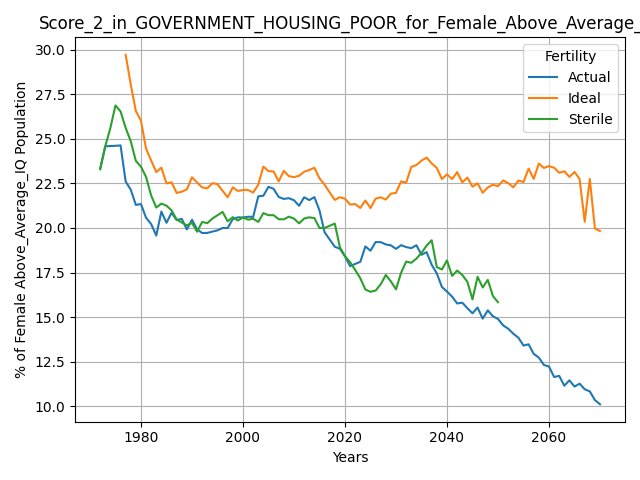 Score_2_in_GOVERNMENT_HOUSING_POOR_for_Female_Above_Average_
Fertility
Actual
Ideal
Sterile
% of Female Above_Average_IQ Population
30.0
27.5
25.0
22.5
20.0
17.5
15.0
12.5
10.0
1980
2000
2020
2040
2060
Years